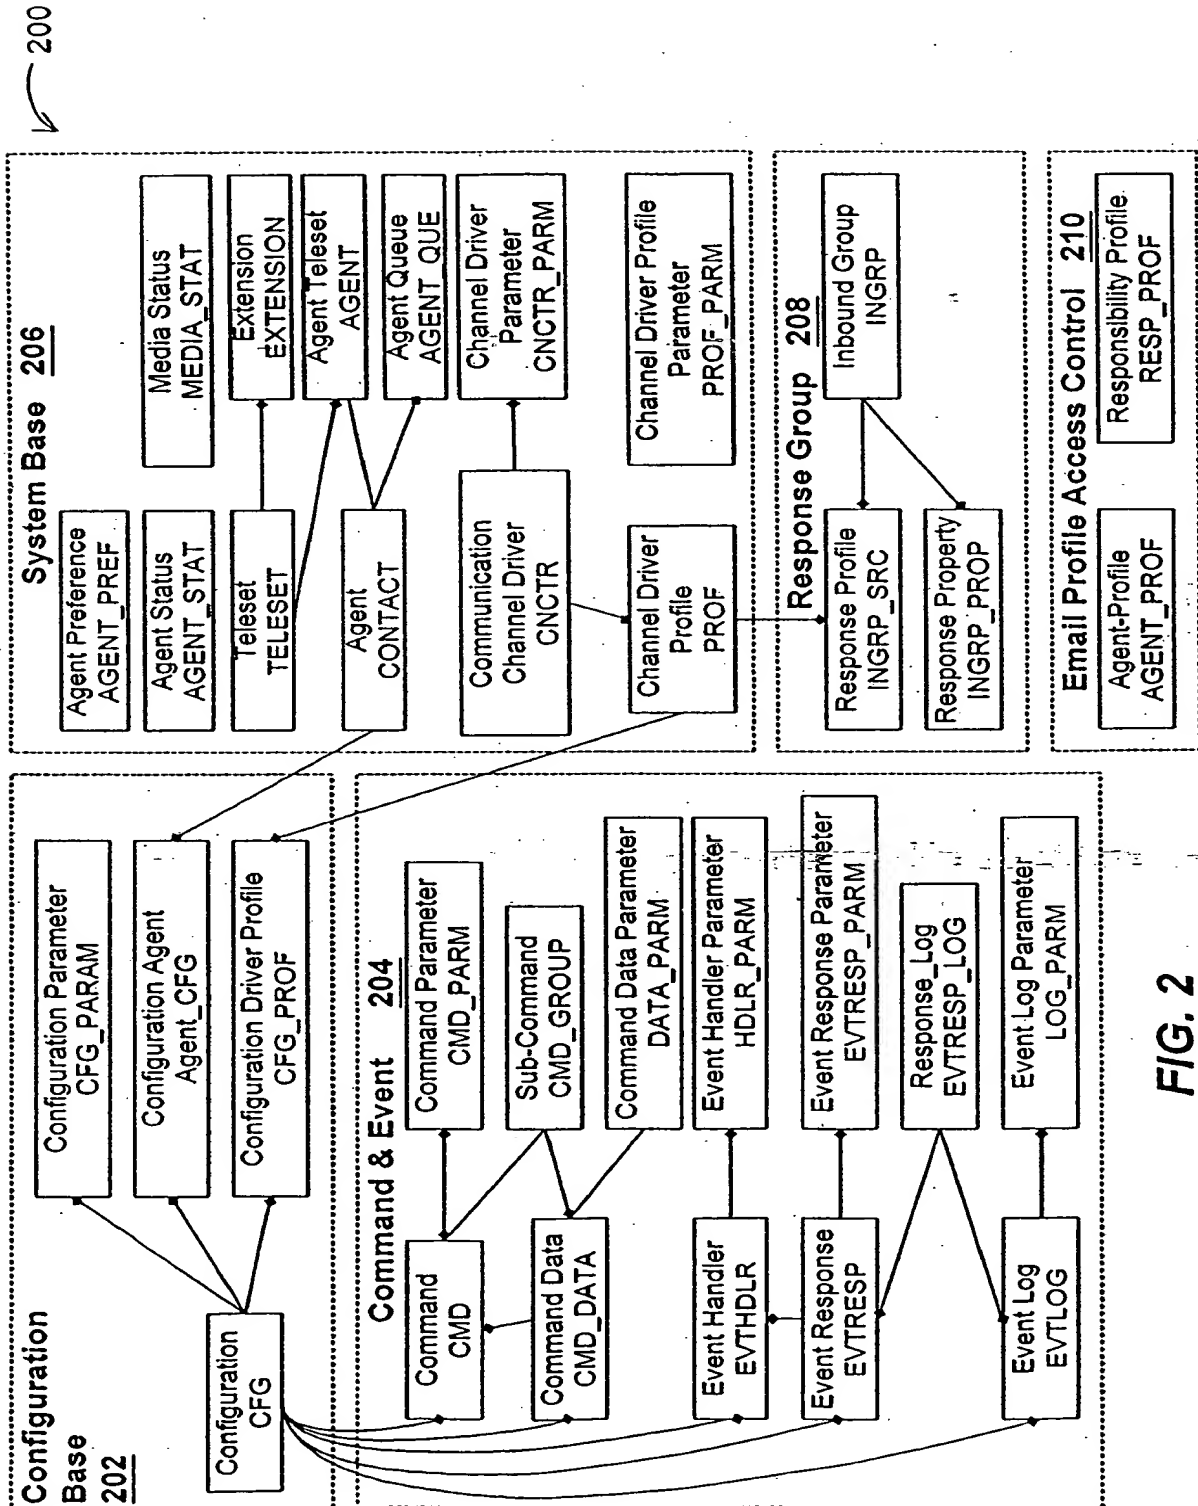 200
Configuration
Base
202
Configuration
CFG
Configuration Parameter
CFG_PARAM
Configuration Agent
Agent_CFG
Configuration Driver Profile
CFG_PROF
Command & Event 204
Command
CMD
Command Parameter
CMD_PARM
Sub-Command
CMD_GROUP
Command Data
CMD_DATA
Command Data Parameter
DATA_PARM
Event Handler
EVTHDLR
Event Handler Parameter
HDLR_PARM
Event Response
EVTRESP
Event Response Parameter
EVTRESP_PARM
Response_Log
EVTRESP_LOG
Event Log
EVTLOG
Event Log Parameter
LOG_PARM
System Base 206
Agent Preference
AGENT_PREF
Agent Status
AGENT_STAT
Media Status
MEDIA_STAT
Teleset
TELESET
Extension
EXTENSION
Agent Teleset
AGENT
Agent
CONTACT
Agent Queue
AGENT_QUE
Communication
Channel Driver
CNCTR
Channel Driver
Parameter
CNCTR_PARM
Channel Driver
Profile
PROF
Channel Driver Profile
Parameter
PROF_PARM
Response Group 208
Response Profile
INGRP_SRC
Inbound Group
INGRP
Response Property
INGRP_PROP
Email Profile Access Control 210
Agent-Profile
AGENT_PROF
Responsibility Profile
RESP_PROF
FIG. 2